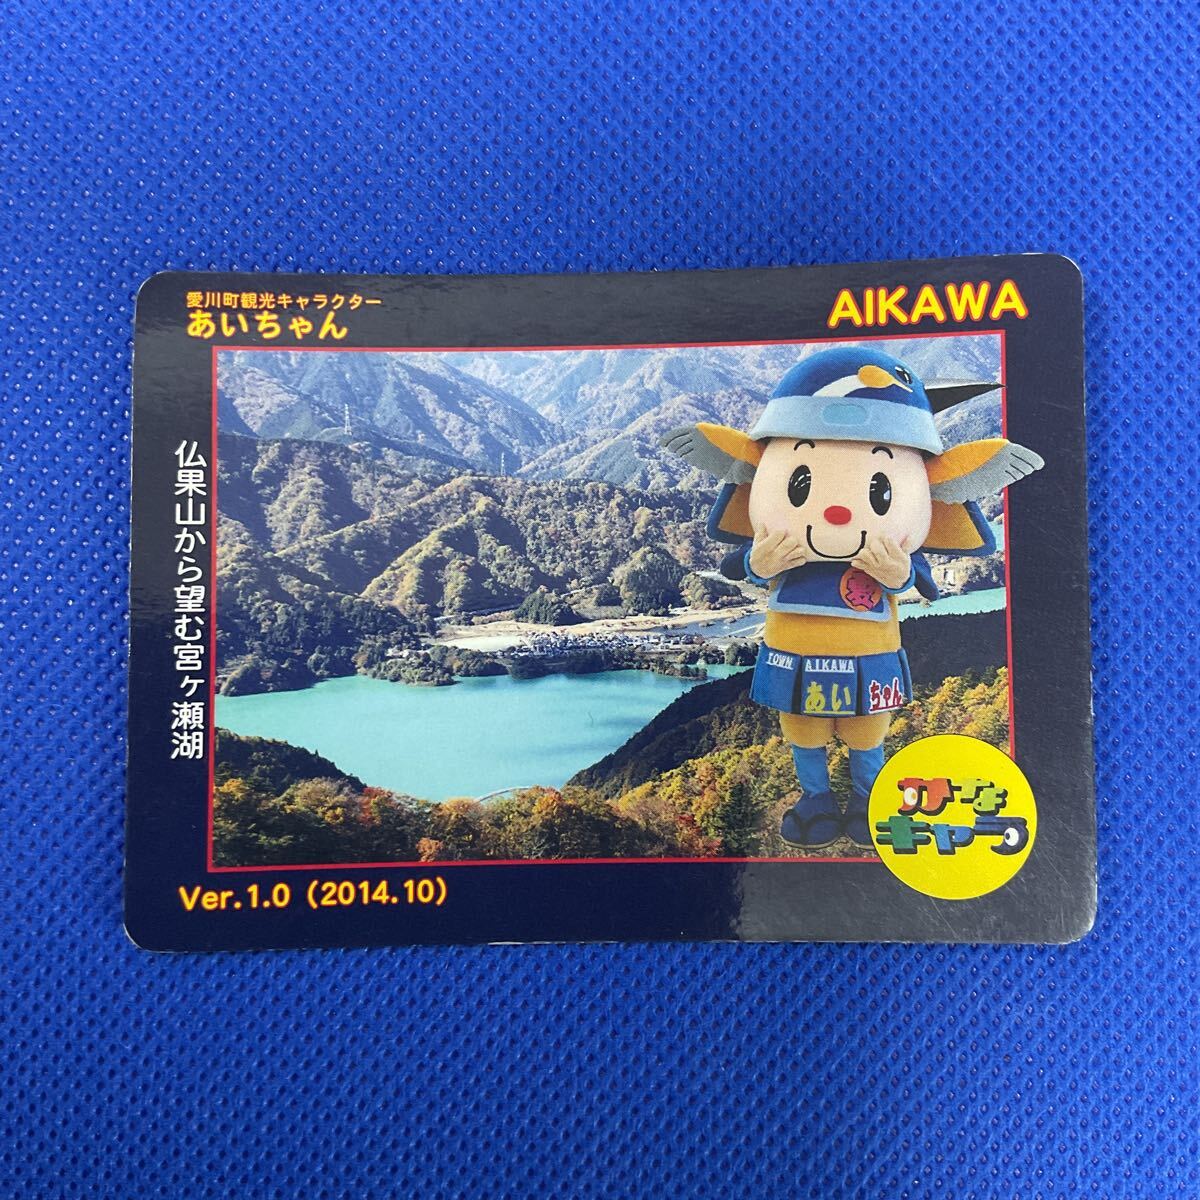 愛川町観光キャラクター
あいちゃん
AIKAWA
仏果山から望む宮ヶ瀬湖
愛
TOWN AIKAWA
あいちゃん
かな
キャラ
Ver.1.0 (2014.10)